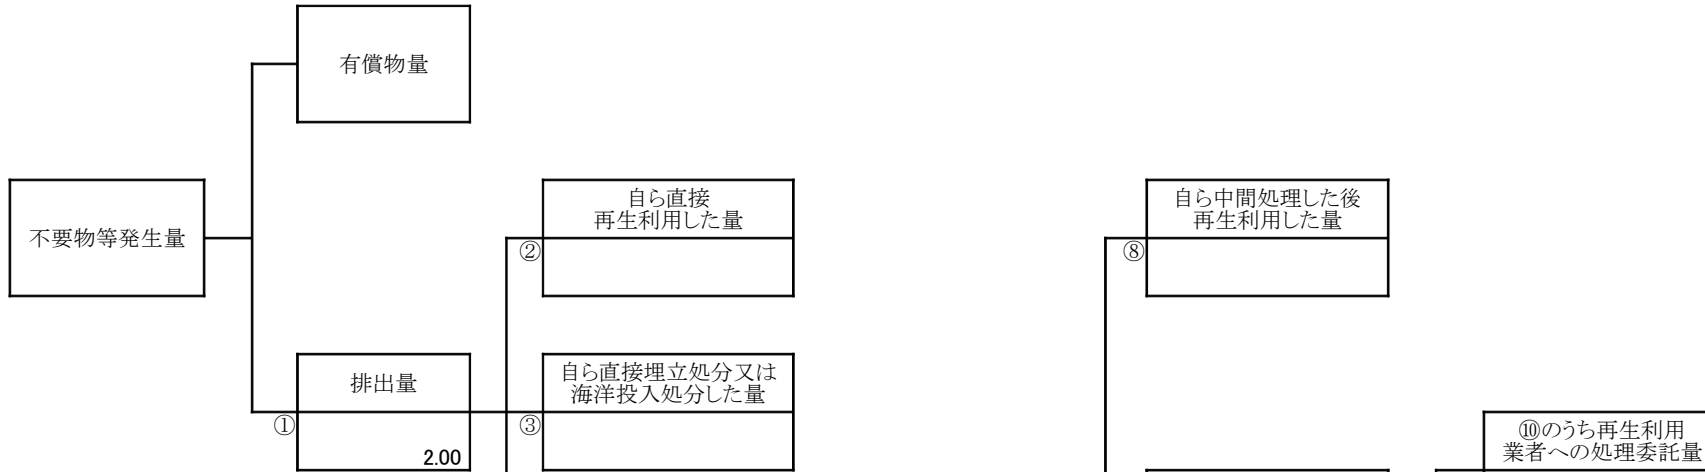 有償物量
不要物等発生量
自ら直接
再生利用した量
②
自ら中間処理した後
再生利用した量
⑧
排出量
①
2.00
自ら直接埋立処分又は
海洋投入処分した量
③
⑩のうち再生利用
業者への処理委託量